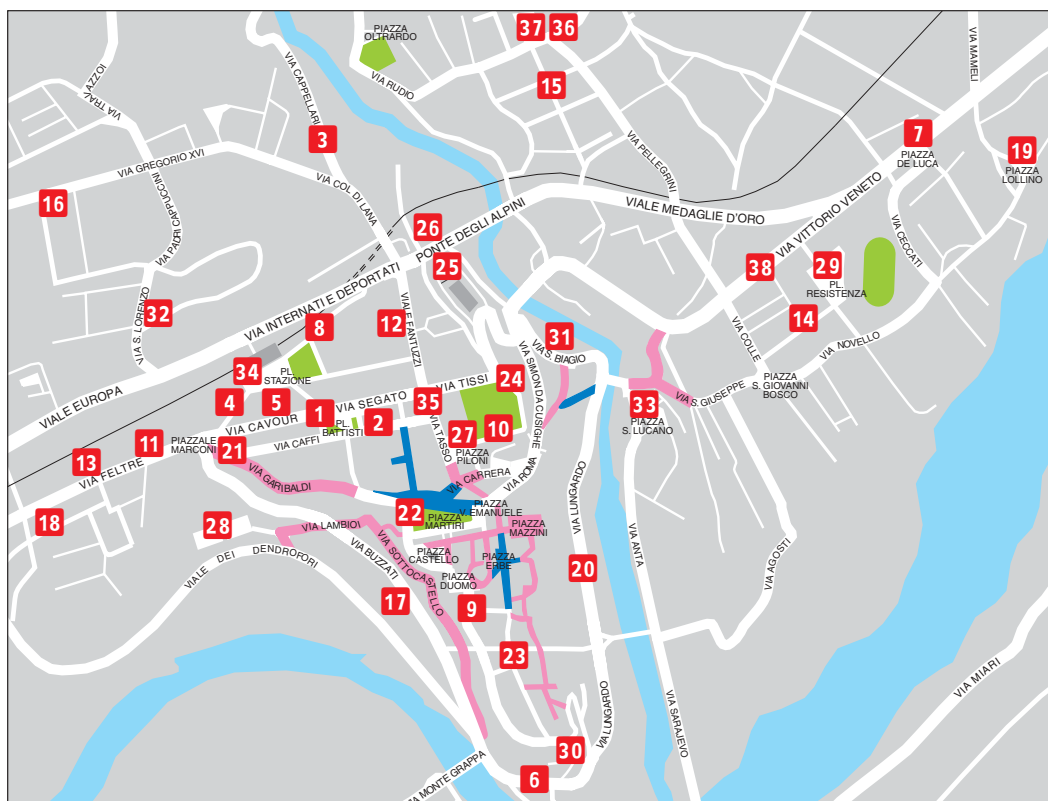 37
36
PIAZZA
OLTRARDO
VIA RUDIO
15
VIA MAMELI
VIA CAPPELLARI
3
7
PIAZZA
DE LUCA
19
PIAZZA
LOLLINO
VIA GREGORIO XVI
VIA COL DI LANA
VIA PELLEGRINI
16
VIA PADRI CAPPUCCINI
VIALE MEDAGLIE D'ORO
VIA VITTORIO VENETO
VIA CECCATI
26
PONTE DEGLI ALPINI
VIA INTERNATI E DEPORTATI
25
38
29
PL.
RESISTENZA
32
VIA S. LORENZO
8
12
VIALE FANTUZZI
31
VIA S. BIAGIO
VIA SIMON DA CUSIGHE
14
VIA COLLE
VIA NOVELLO
34
PL.
STAZIONE
VIALE EUROPA
4
5
1
PL.
BATTISTI
2
VIA SEGATO
35
VIA TISSI
24
33
PIAZZA
S. LUCANO
VIA S. GIUSEPPE
PIAZZA
S. GIOVANNI
BOSCO
VIA CAVOUR
VIA CAFFI
VIA TASSO
27
10
PIAZZA
PILONI
11
PIAZZALE
MARCONI
21
13
VIA FELTRE
VIA GARIBALDI
VIA CARRERA
VIA ROMA
VIA LUNGARDO
18
28
VIA LAMBIOI
22
PIAZZA
MARTIRI
PIAZZA
V. EMANUELE
PIAZZA
MAZZINI
VIALE DEI DENDROFORI
VIA BUZZATI
VIA SOTTOCASTELLO
PIAZZA
CASTELLO
PIAZZA
ERBE
PIAZZA
DUOMO
VIA ANTA
VIA AGOSTI
20
17
9
23
VIA LUNGARDO
VIA SARAJEVO
VIA MIARI
30
6
VIA MONTE GRAPPA